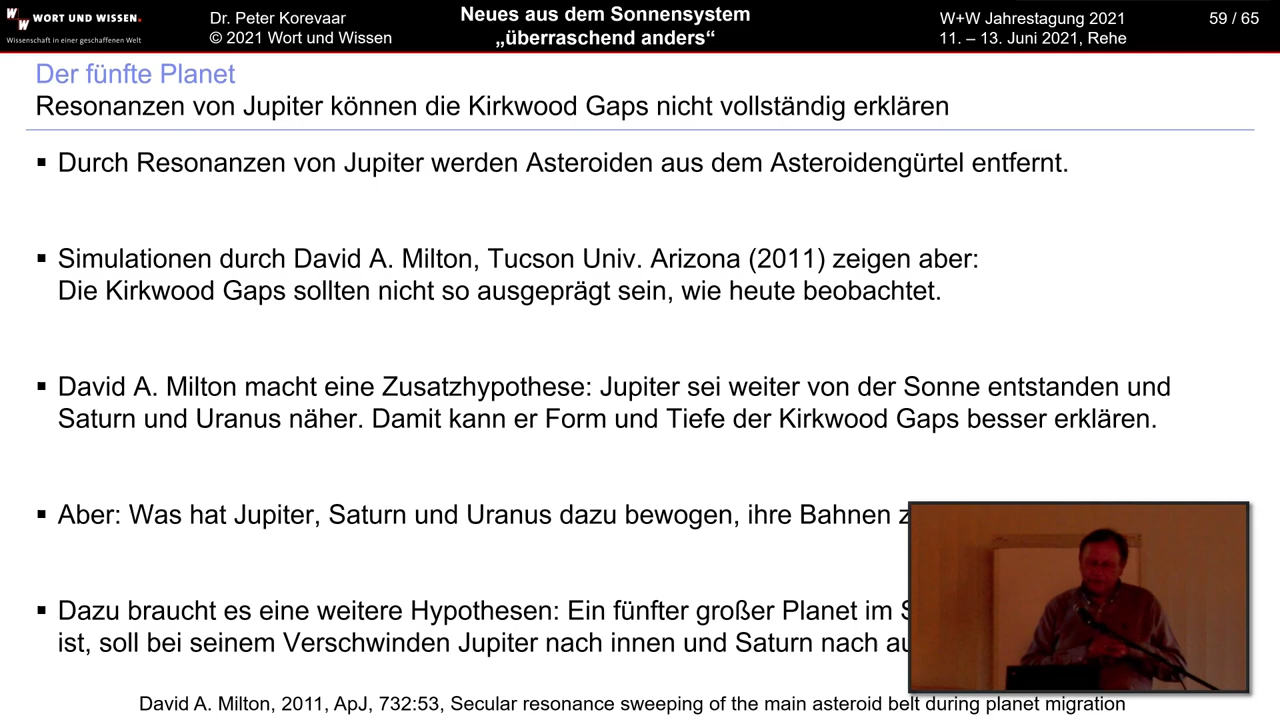 WORT UND WISSEN.
Wissenschaft in einer geschaffenen Welt
Dr. Peter Korevaar
© 2021 Wort und Wissen
Neues aus dem Sonnensystem
„überraschend anders“
W+W Jahrestagung 2021
11. – 13. Juni 2021, Rehe
59 / 65
Der fünfte Planet
Resonanzen von Jupiter können die Kirkwood Gaps nicht vollständig erklären
▪ Durch Resonanzen von Jupiter werden Asteroiden aus dem Asteroidengürtel entfernt.
▪ Simulationen durch David A. Milton, Tucson Univ. Arizona (2011) zeigen aber:
Die Kirkwood Gaps sollten nicht so ausgeprägt sein, wie heute beobachtet.
▪ David A. Milton macht eine Zusatzhypothese: Jupiter sei weiter von der Sonne entstanden und
Saturn und Uranus näher. Damit kann er Form und Tiefe der Kirkwood Gaps besser erklären.
▪ Aber: Was hat Jupiter, Saturn und Uranus dazu bewogen, ihre Bahnen
▪ Dazu braucht es eine weitere Hypothesen: Ein fünfter großer Planet im
ist, soll bei seinem Verschwinden Jupiter nach innen und Saturn nach
David A. Milton, 2011, ApJ, 732:53, Secular resonance sweeping of the main asteroid belt during planet migration